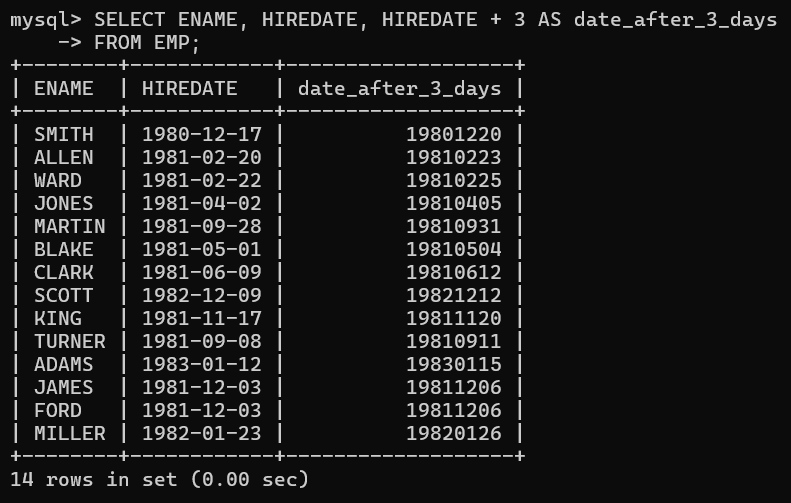 mysql> SELECT ENAME, HIREDATE, HIREDATE + 3 AS date_after_3_days
    -> FROM EMP;
+--------+------------+-------------------+
| ENAME  | HIREDATE   | date_after_3_days |
+--------+------------+-------------------+
| SMITH  | 1980-12-17 |          19801220 |
| ALLEN  | 1981-02-20 |          19810223 |
| WARD   | 1981-02-22 |          19810225 |
| JONES  | 1981-04-02 |          19810405 |
| MARTIN | 1981-09-28 |          19810931 |
| BLAKE  | 1981-05-01 |          19810504 |
| CLARK  | 1981-06-09 |          19810612 |
| SCOTT  | 1982-12-09 |          19821212 |
| KING   | 1981-11-17 |          19811120 |
| TURNER | 1981-09-08 |          19810911 |
| ADAMS  | 1983-01-12 |          19830115 |
| JAMES  | 1981-12-03 |          19811206 |
| FORD   | 1981-12-03 |          19811206 |
| MILLER | 1982-01-23 |          19820126 |
+--------+------------+-------------------+
14 rows in set (0.00 sec)